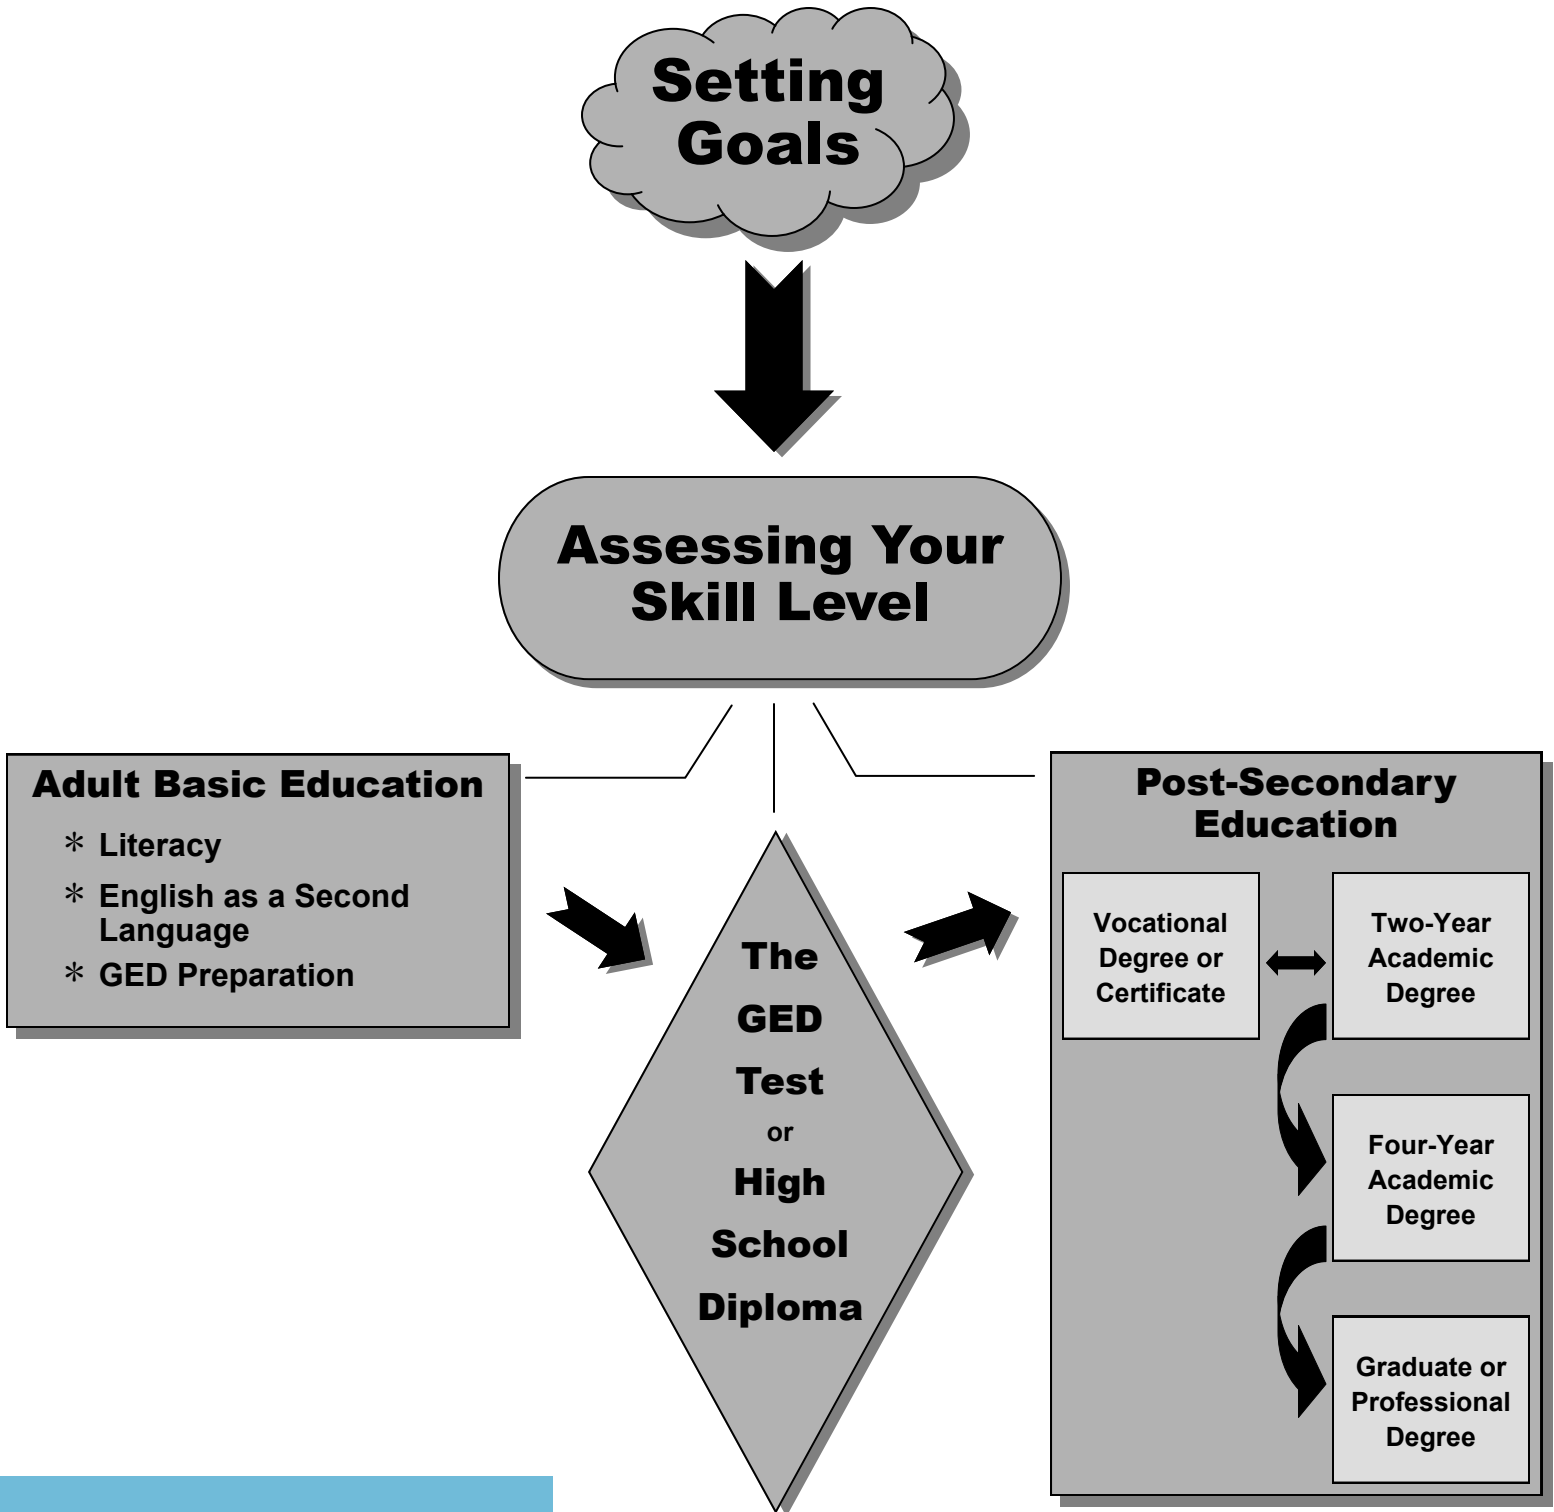 Setting
Goals
Assessing Your
Skill Level
Adult Basic Education
* Literacy
* English as a Second
Language
* GED Preparation
The
GED
Test
or
High
School
Diploma
Post-Secondary
Education
Vocational
Degree or
Certificate
Two-Year
Academic
Degree
Four-Year
Academic
Degree
Graduate or
Professional
Degree